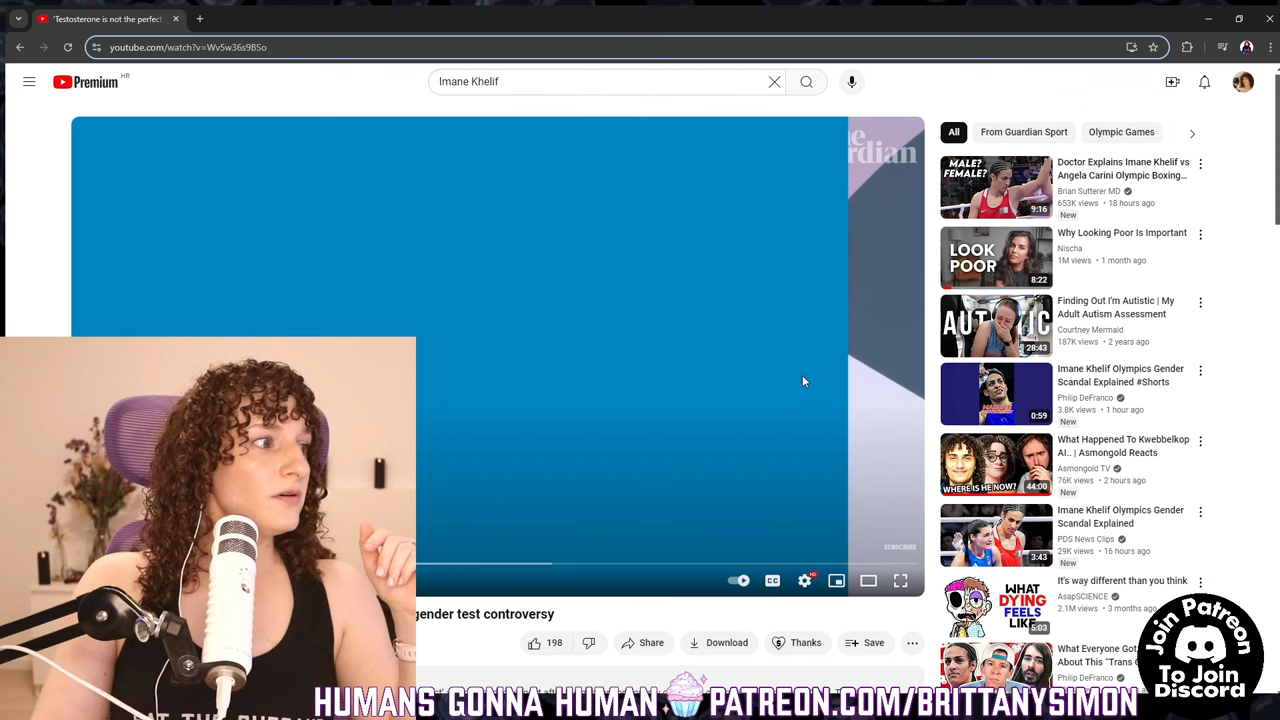 'Testosterone is not the perfect
youtube.com/watch?v=Wv5w36s9BSo
Premium HR
Imane Khelif
All
From Guardian Sport
Olympic Games
SUBSCRIBE
gender test controversy
198
Share
Download
Thanks
Save
MALE?
FEMALE?
9:16
Doctor Explains Imane Khelif vs
Angela Carini Olympic Boxing...
Brian Sutterer MD
653K views • 18 hours ago
New
LOOK
POOR
8:22
Why Looking Poor Is Important
Nischa
1M views • 1 month ago
AUTISTIC
28:43
Finding Out I'm Autistic | My
Adult Autism Assessment
Courtney Mermaid
187K views • 2 years ago
0:59
Imane Khelif Olympics Gender
Scandal Explained #Shorts
Philip DeFranco
3.8K views • 1 hour ago
New
WHERE IS HE NOW?
44:00
What Happened To Kwebbelkop
AI.. | Asmongold Reacts
Asmongold TV
76K views • 2 hours ago
New
3:43
Imane Khelif Olympics Gender
Scandal Explained
PDS News Clips
29K views • 16 hours ago
New
WHAT
DYING
FEELS
LIKE
5:03
It's way different than you think
AsapSCIENCE
2.1M views • 3 months ago
What Everyone Got
About This "Trans
Philip DeFranco
Join Patreon
To Join
Discord
HUMANS GONNA HUMAN PATREON.COM/BRITTANYSIMON